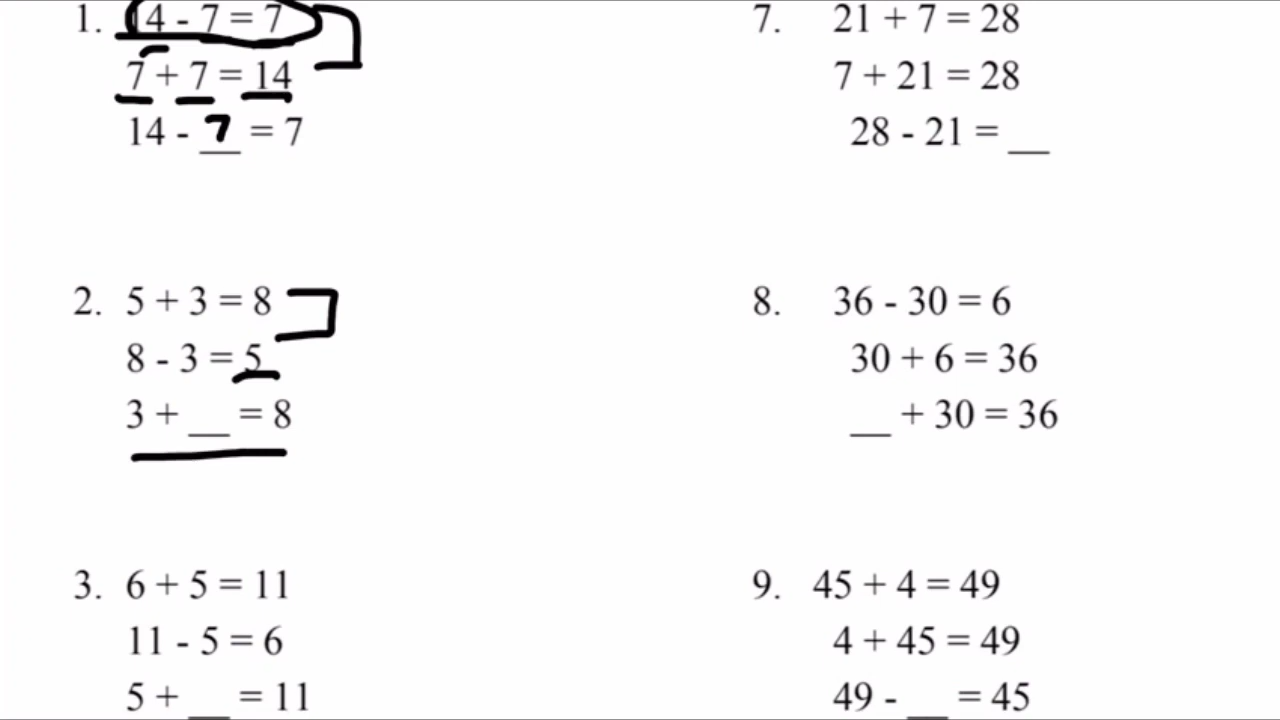 1. 14 - 7 = 7
7 + 7 = 14
14 - 7 = 7
2. 5 + 3 = 8
8 - 3 = 5
3 + __ = 8
3. 6 + 5 = 11
11 - 5 = 6
5 + __ = 11
7. 21 + 7 = 28
7 + 21 = 28
28 - 21 = __
8. 36 - 30 = 6
30 + 6 = 36
__ + 30 = 36
9. 45 + 4 = 49
4 + 45 = 49
49 - __ = 45